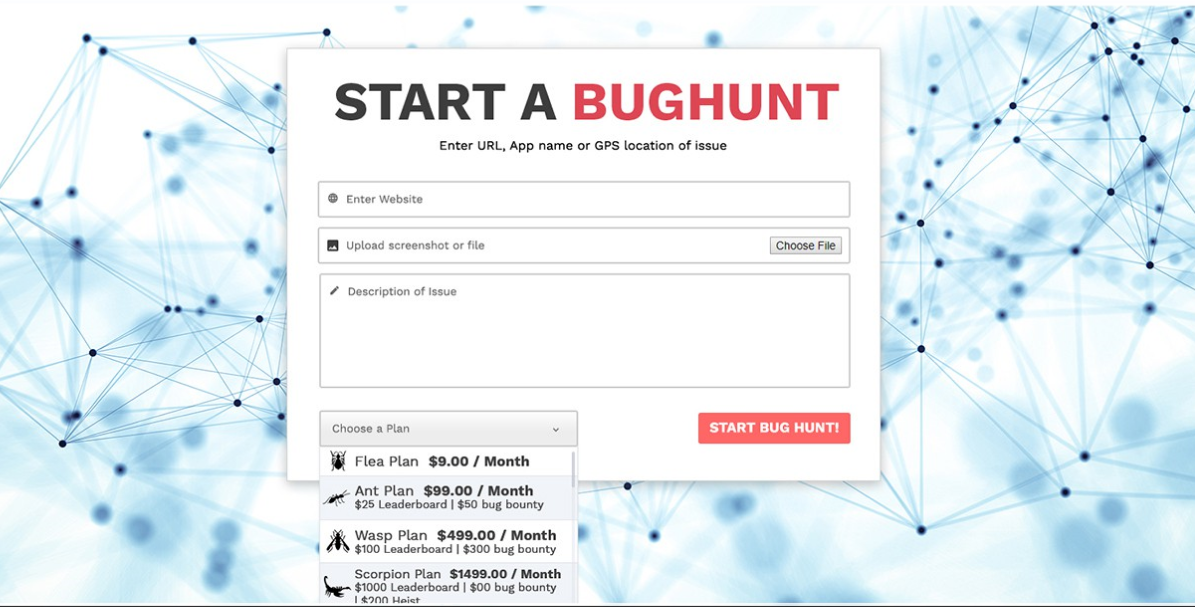 START A BUGHUNT
Enter URL, App name or GPS location of issue
Enter Website
Upload screenshot or file
Choose File
Description of Issue
Choose a Plan
START BUG HUNT!
Flea Plan $9.00 / Month
Ant Plan $99.00 / Month
$25 Leaderboard | $50 bug bounty
Wasp Plan $499.00 / Month
$100 Leaderboard | $300 bug bounty
Scorpion Plan $1499.00 / Month
$1000 Leaderboard | $00 bug bounty
| $200 Heist